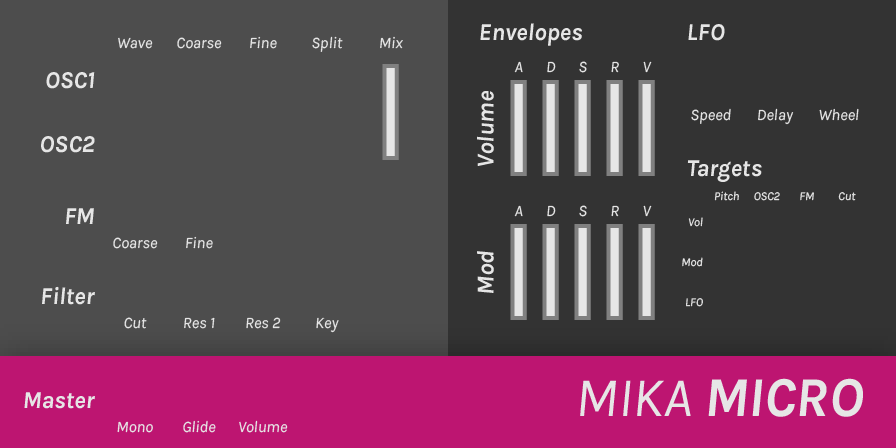 Wave Coarse Fine Split Mix
OSC1
OSC2
FM
Coarse Fine
Filter
Cut Res 1 Res 2 Key
Envelopes
A D S R V
Volume
A D S R V
Mod
LFO
Speed Delay Wheel
Targets
Pitch OSC2 FM Cut
Vol
Mod
LFO
Master
Mono Glide Volume
MIKA MICRO